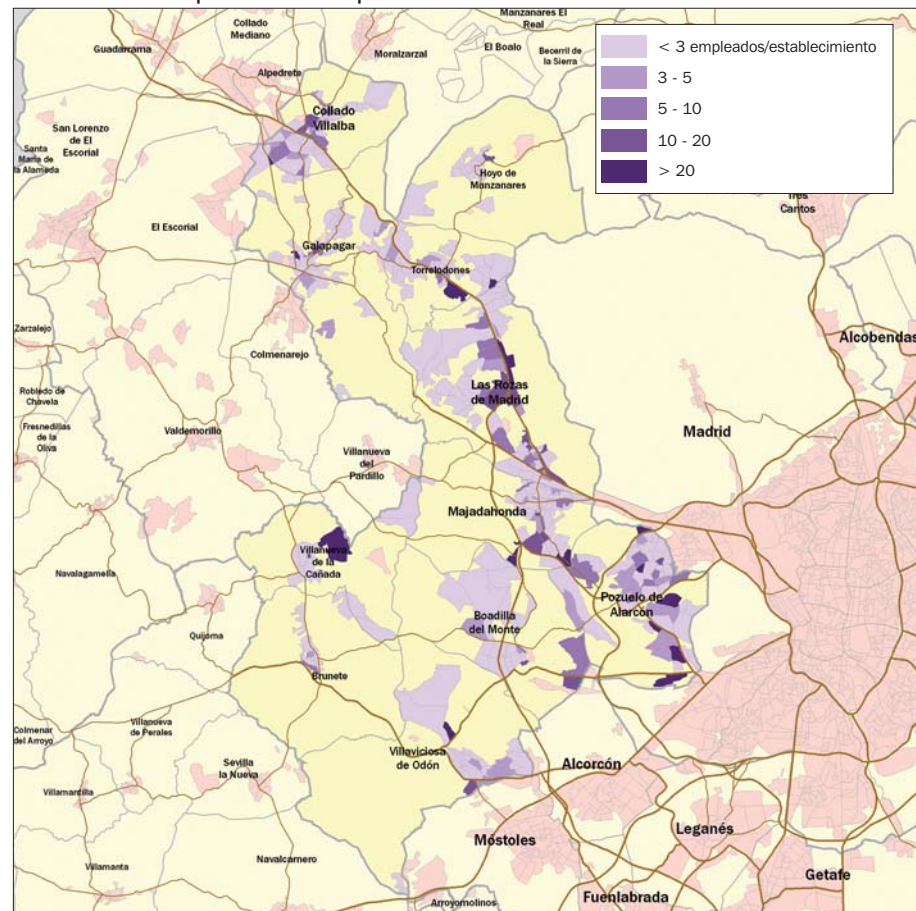 Manzanares El
Real
Collado
Mediano
Guadarrama
Moralzarzal
El Boalo
Becerril de
la Sierra
Alpedrete
< 3 empleados/establecimiento
3 - 5
5 - 10
10 - 20
> 20
Collado
Villalba
San Lorenzo
de El
Escorial
Santa
María de
la Alameda
Hoyo de
Manzanares
Tres
Cantos
El Escorial
Galapagar
Torrelodones
Zarzalejo
Colmenarejo
Alcobendas
Robledo de
Chavela
Las Rozas
de Madrid
Fresnedillas
de la
Oliva
Valdemorillo
Madrid
Villanueva
del
Pardillo
Majadahonda
Villanueva
de la
Cañada
Navalagamella
Pozuelo de
Alarcón
Boadilla
del Monte
Quijorna
Brunete
Colmenar
del Arroyo
Villanueva
de Perales
Villaviciosa
de Odón
Sevilla
la Nueva
Alcorcón
Villamantilla
Leganés
Móstoles
Navalcarnero
Villamanta
Getafe
Arroyomolinos
Fuenlabrada